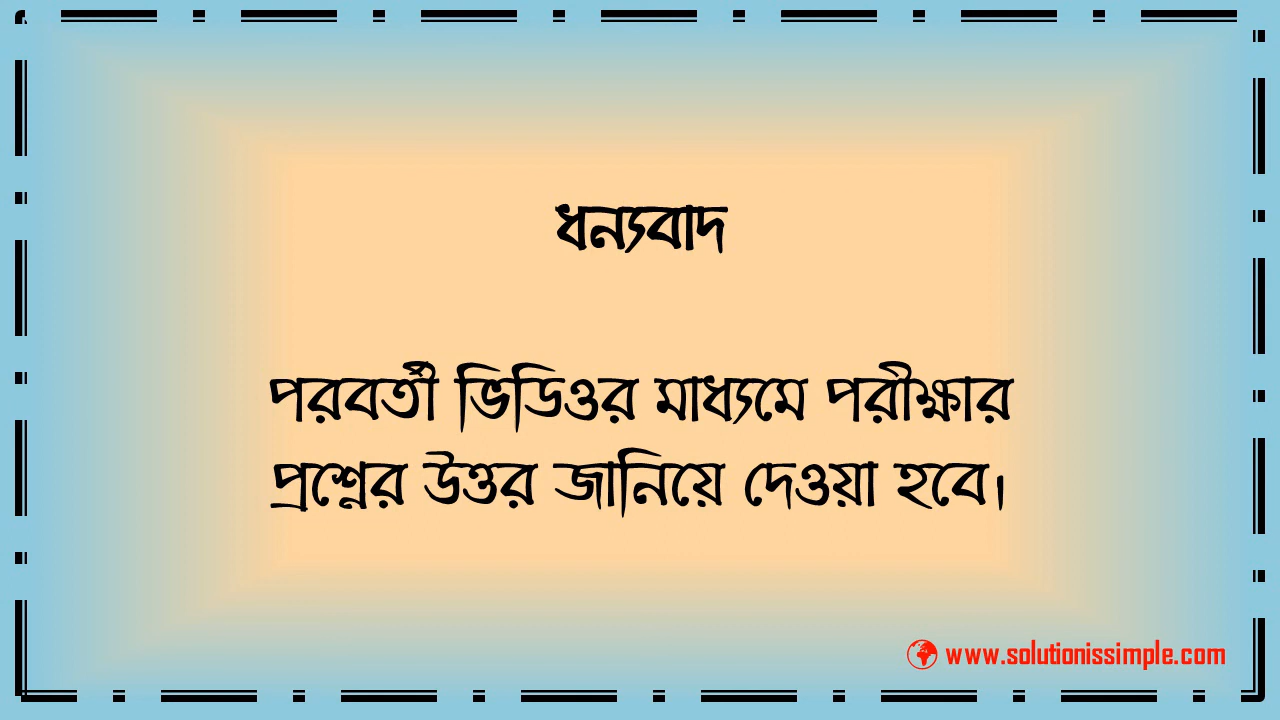 ধন্যবাদ
পরবর্তী ভিডিওর মাধ্যমে পরীক্ষার
প্রশ্নের উত্তর জানিয়ে দেওয়া হবে।
www.solutionissimple.com